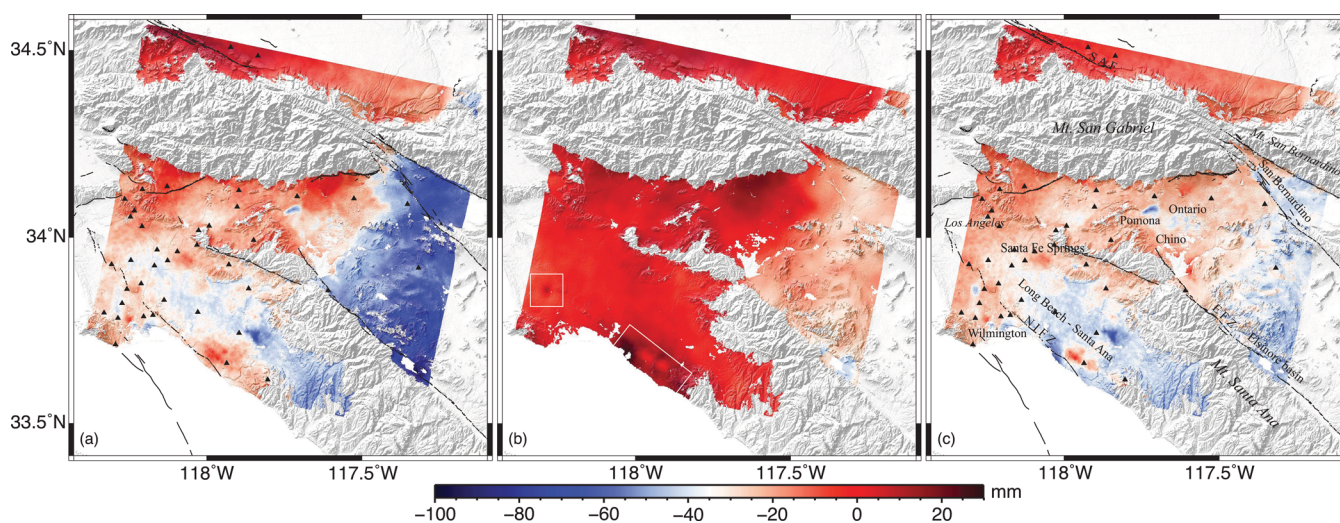 34.5°N
34°N
33.5°N
(a)
(b)
(c)
S.A.F.
Mt. San Gabriel
Mt. San Bernardino
San Bernardino
Los Angeles
Ontario
Pomona
Chino
Santa Fe Springs
Long Beach - Santa Ana
N.I.F.Z.
Wilmington
E.F.Z.
Elsinore basin
Mt. Santa Ana
118°W
117.5°W
118°W
117.5°W
118°W
117.5°W
mm
−100
−80
−60
−40
−20
0
20